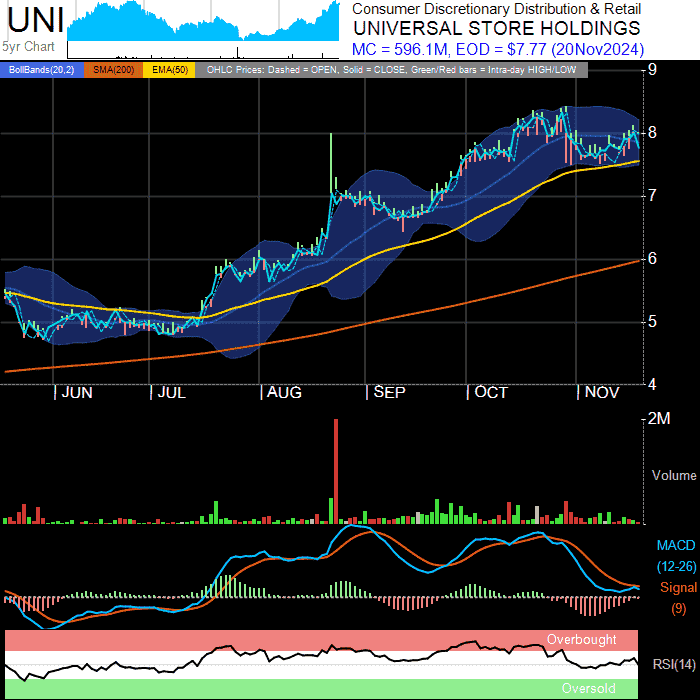 UNI
5yr Chart
Consumer Discretionary Distribution & Retail
UNIVERSAL STORE HOLDINGS
MC = 596.1M, EOD = $7.77 (20Nov2024)
BollBands(20,2) SMA(200) EMA(50) OHLC Prices: Dashed = OPEN, Solid = CLOSE, Green/Red bars = Intra-day HIGH/LOW
9
8
7
6
5
4
| JUN | JUL | AUG | SEP | OCT | NOV
2M
Volume
MACD
(12-26)
Signal
(9)
Overbought
RSI(14)
Oversold